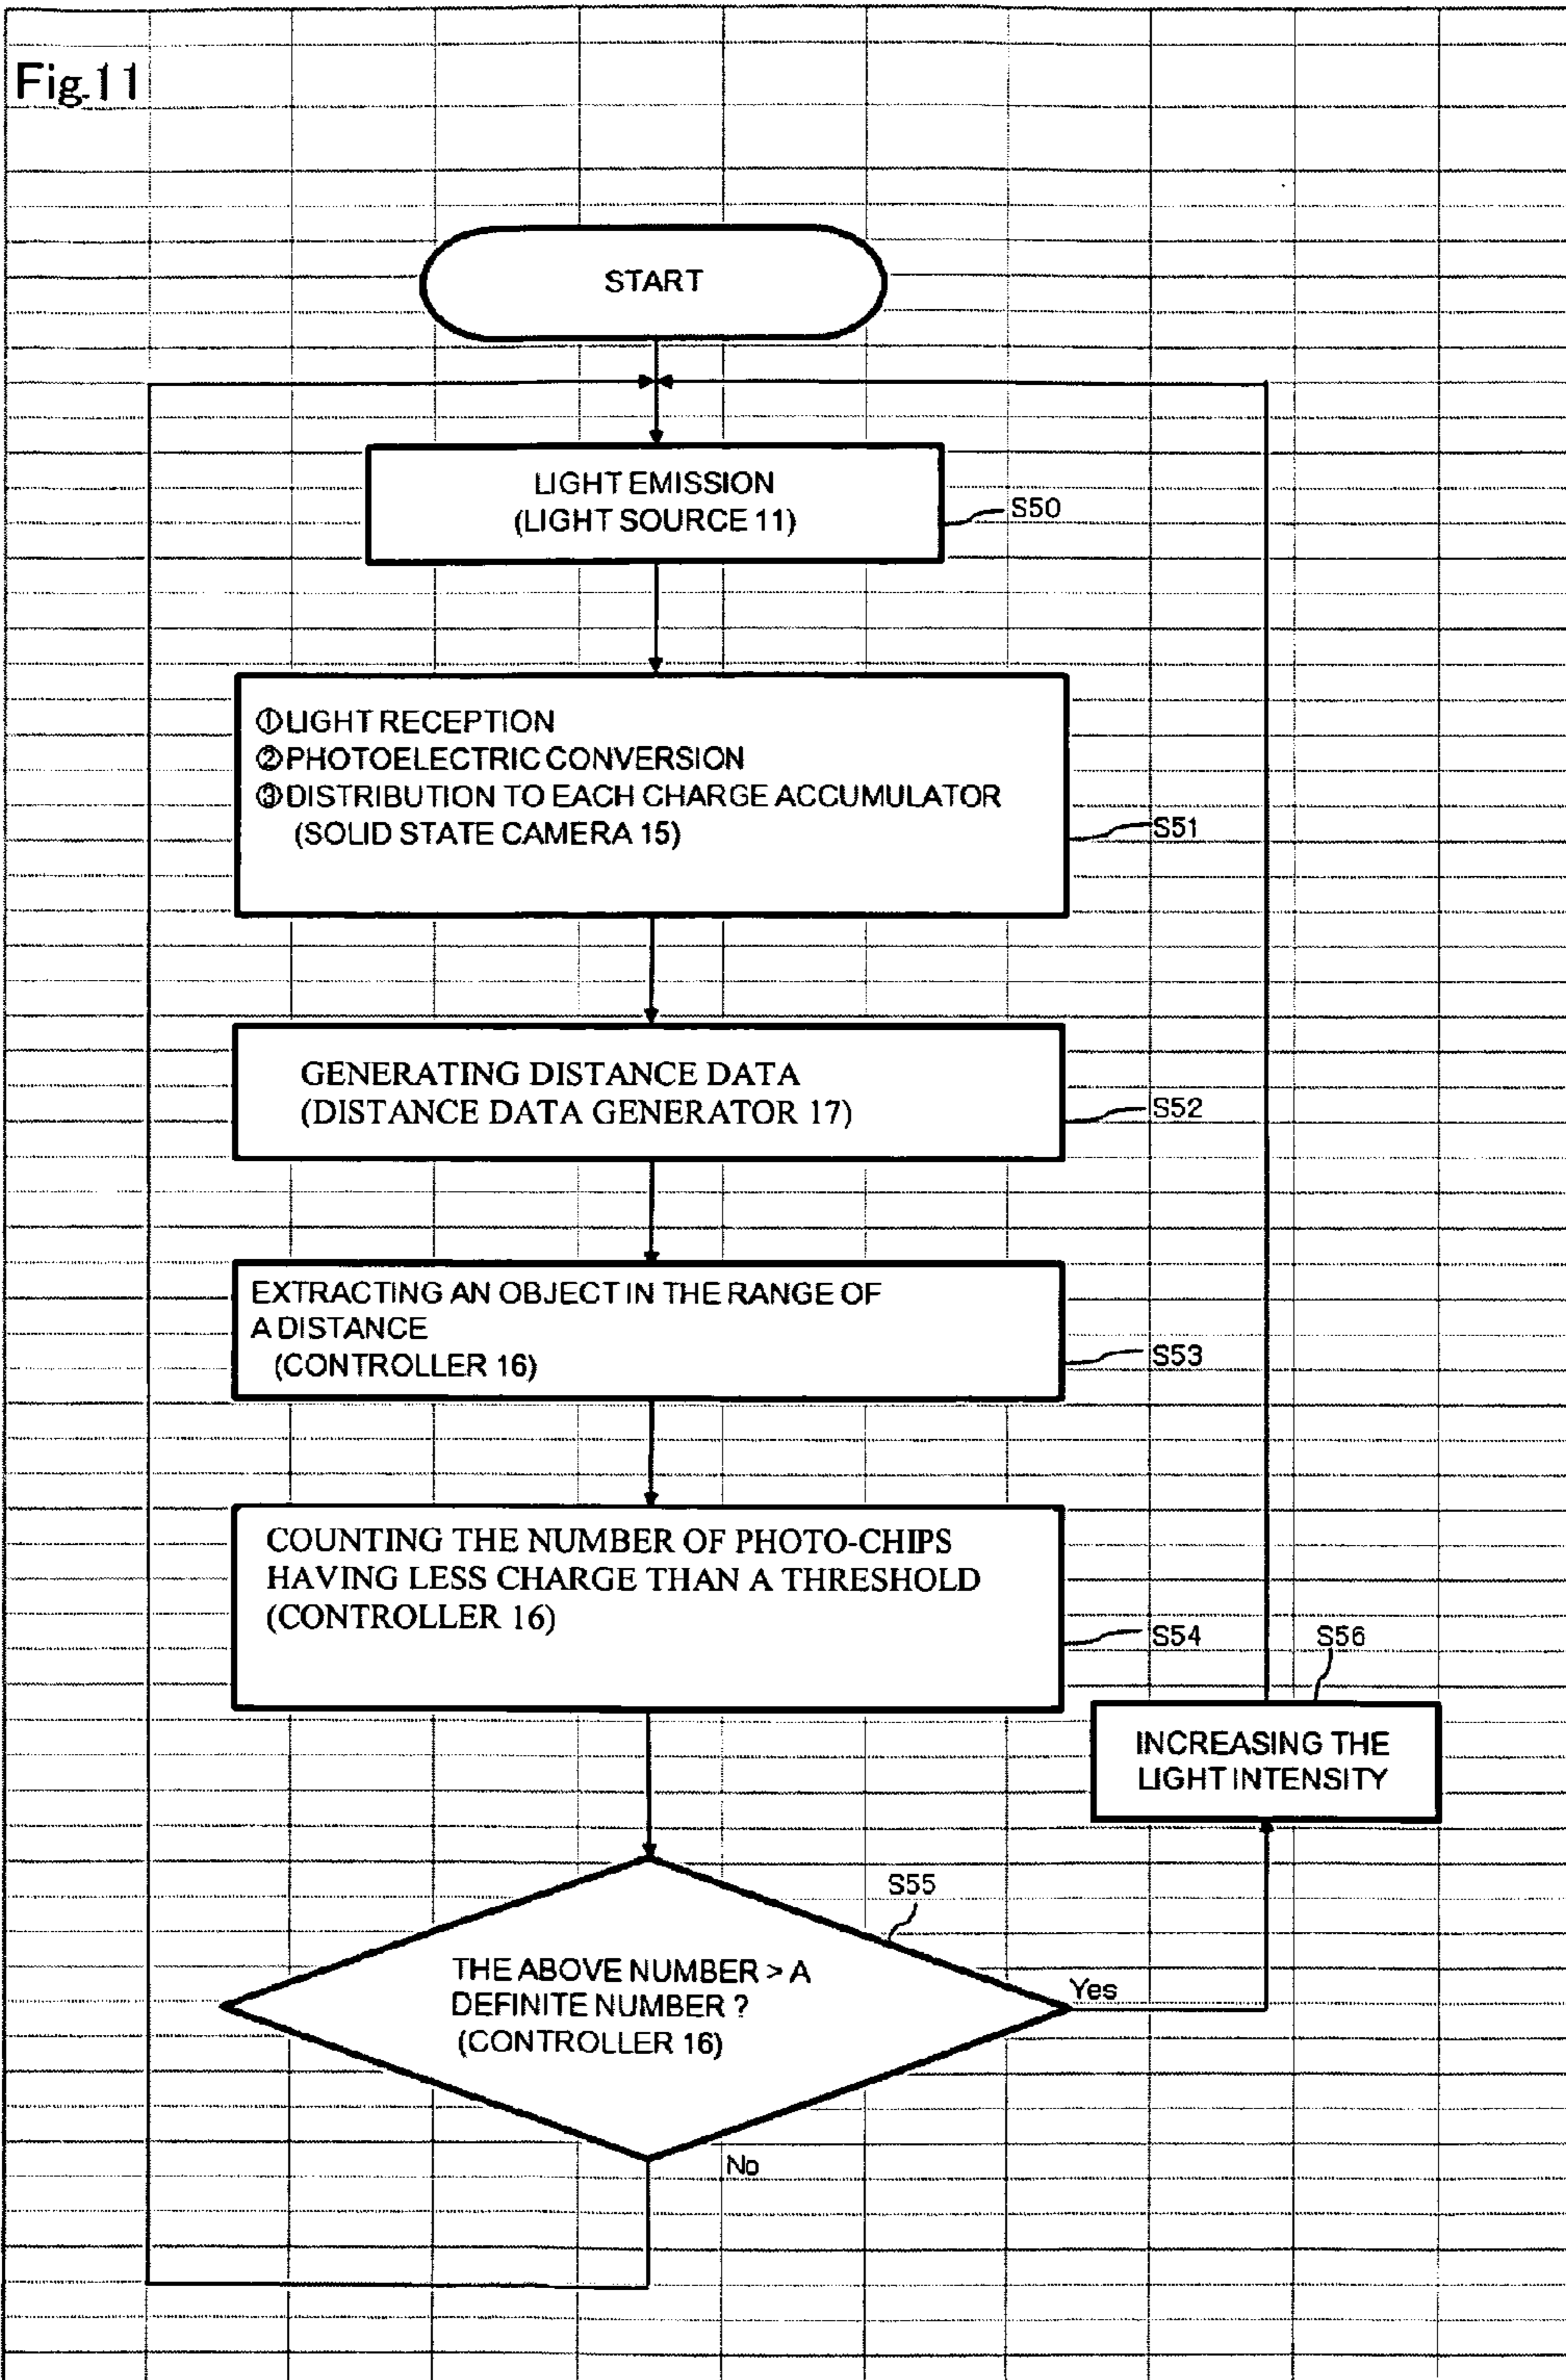 Fig.11
START
LIGHT EMISSION
(LIGHT SOURCE 11)
S50
①LIGHT RECEPTION
②PHOTOELECTRIC CONVERSION
③DISTRIBUTION TO EACH CHARGE ACCUMULATOR
(SOLID STATE CAMERA 15)
S51
GENERATING DISTANCE DATA
(DISTANCE DATA GENERATOR 17)
S52
EXTRACTING AN OBJECT IN THE RANGE OF
A DISTANCE
(CONTROLLER 16)
S53
COUNTING THE NUMBER OF PHOTO-CHIPS
HAVING LESS CHARGE THAN A THRESHOLD
(CONTROLLER 16)
S54
S56
INCREASING THE
LIGHT INTENSITY
S55
THE ABOVE NUMBER > A
DEFINITE NUMBER ?
(CONTROLLER 16)
Yes
No